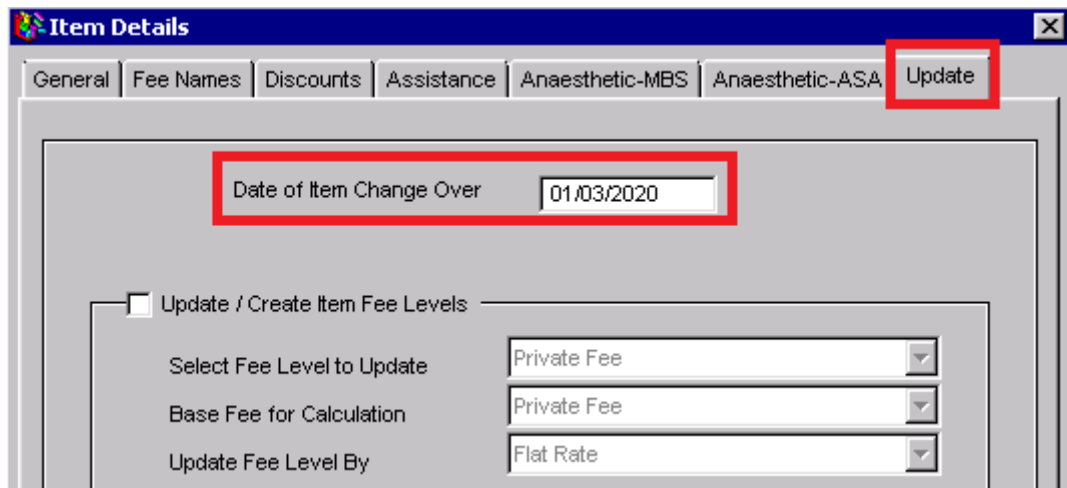 Item Details
General Fee Names Discounts Assistance Anaesthetic-MBS Anaesthetic-ASA Update
Date of Item Change Over 01/03/2020
Update / Create Item Fee Levels
Select Fee Level to Update Private Fee
Base Fee for Calculation Private Fee
Update Fee Level By Flat Rate